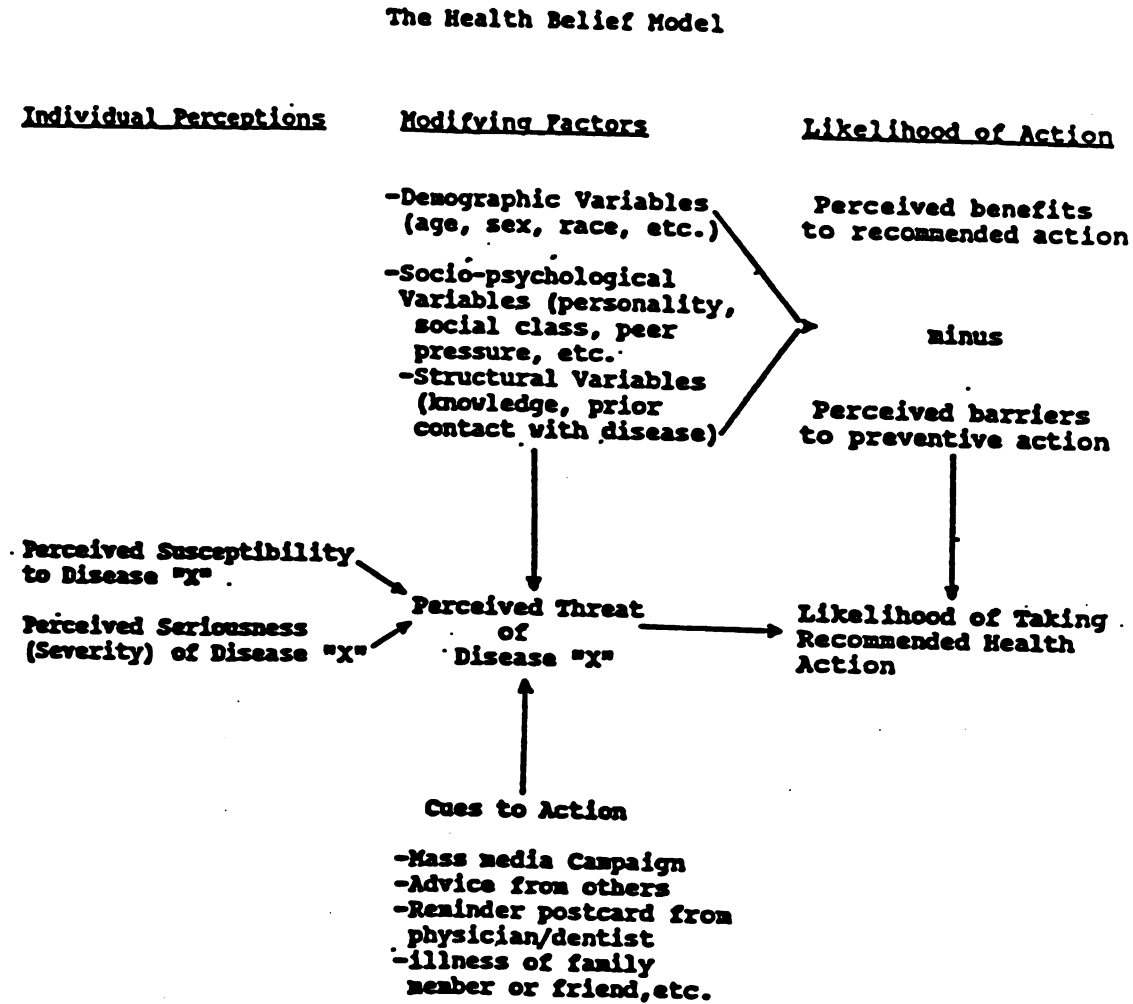 The Health Belief Model
Individual Perceptions
Modifying Factors
Likelihood of Action
-Demographic Variables
(age, sex, race, etc.)
-Socio-psychological
Variables (personality,
social class, peer
pressure, etc.
-Structural Variables
(knowledge, prior
contact with disease)
Perceived benefits
to recommended action
minus
Perceived barriers
to preventive action
Perceived Susceptibility
to Disease "X"
Perceived Seriousness
(Severity) of Disease "X"
Perceived Threat
of
Disease "X"
Likelihood of Taking
Recommended Health
Action
Cues to Action
-Mass media Campaign
-Advice from others
-Reminder postcard from
physician/dentist
-illness of family
member or friend,etc.